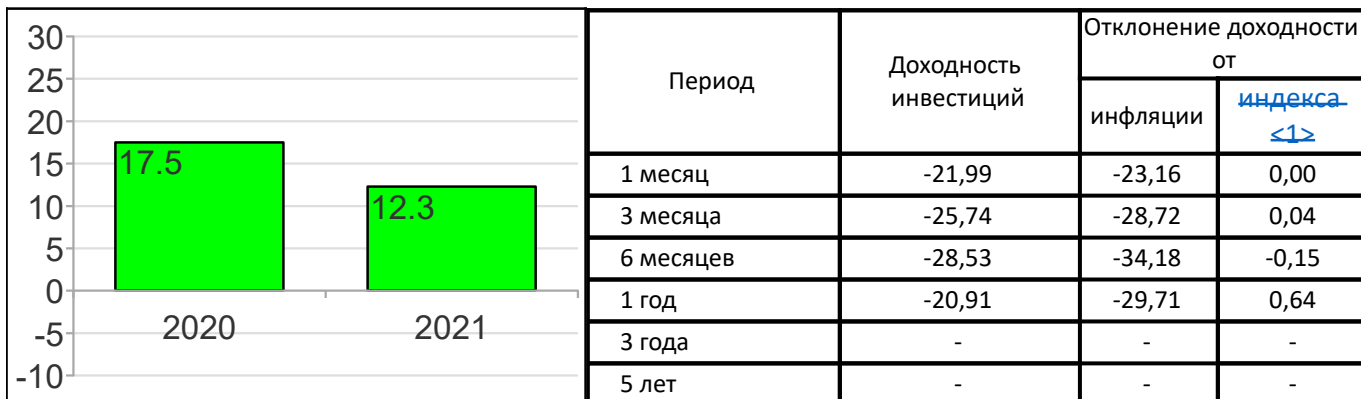 30
25
20
15
10
5
0
-5
-10
17.5
12.3
2020 2021
Период
Доходность
инвестиций
Отклонение доходности
от
инфляции
индекса
<1>
1 месяц -21,99 -23,16 0,00
3 месяца -25,74 -28,72 0,04
6 месяцев -28,53 -34,18 -0,15
1 год -20,91 -29,71 0,64
3 года - - -
5 лет - - -